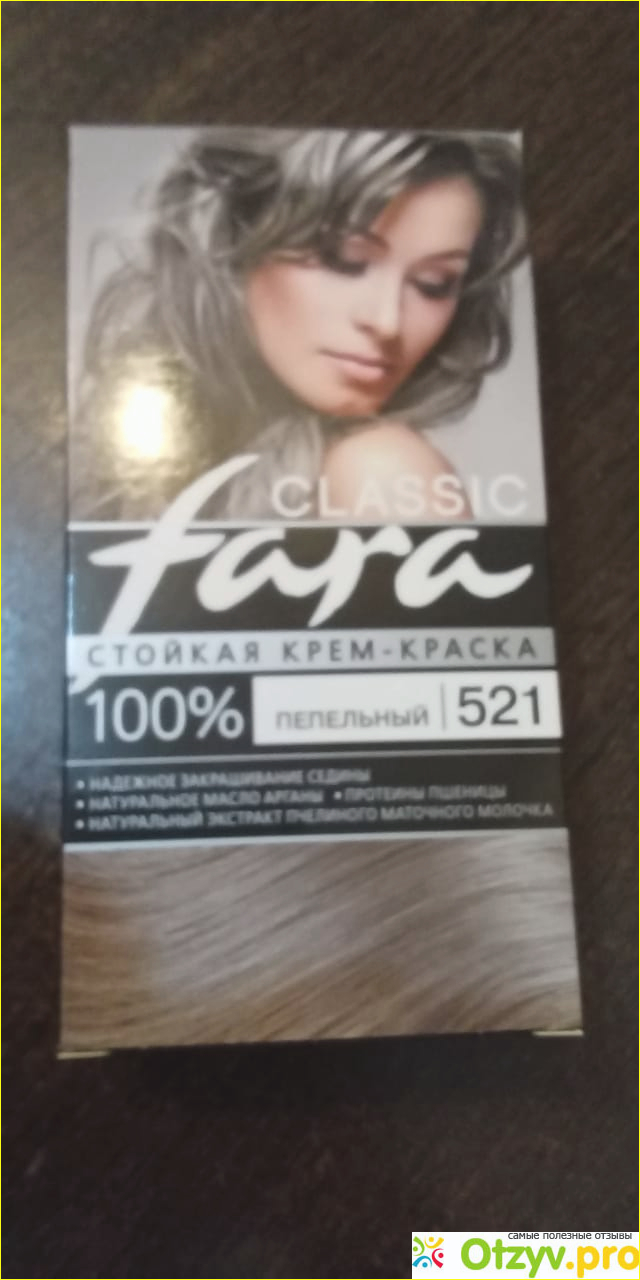 CLASSIC
fara
СТОЙКАЯ КРЕМ-КРАСКА
100% ПЕПЕЛЬНЫЙ 521
• НАДЕЖНОЕ ЗАКРАШИВАНИЕ СЕДИНЫ
• НАТУРАЛЬНОЕ МАСЛО АРГАНЫ • ПРОТЕИНЫ ПШЕНИЦЫ
• НАТУРАЛЬНЫЙ ЭКСТРАКТ ПЧЕЛИНОГО МАТОЧНОГО МОЛОЧКА
самые полезные отзывы
Otzyv.pro